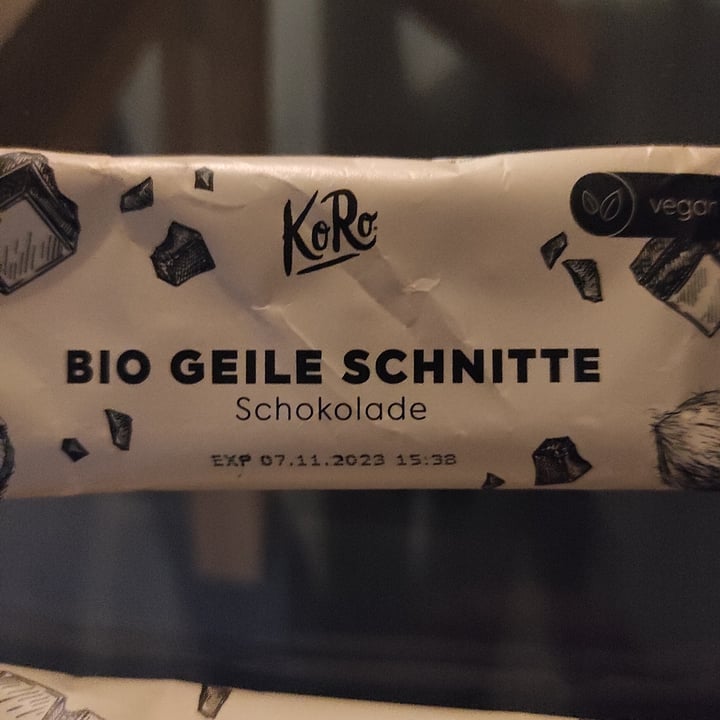 KoRo
vegan
BIO GEILE SCHNITTE
Schokolade
EXP 07.11.2023 15:38